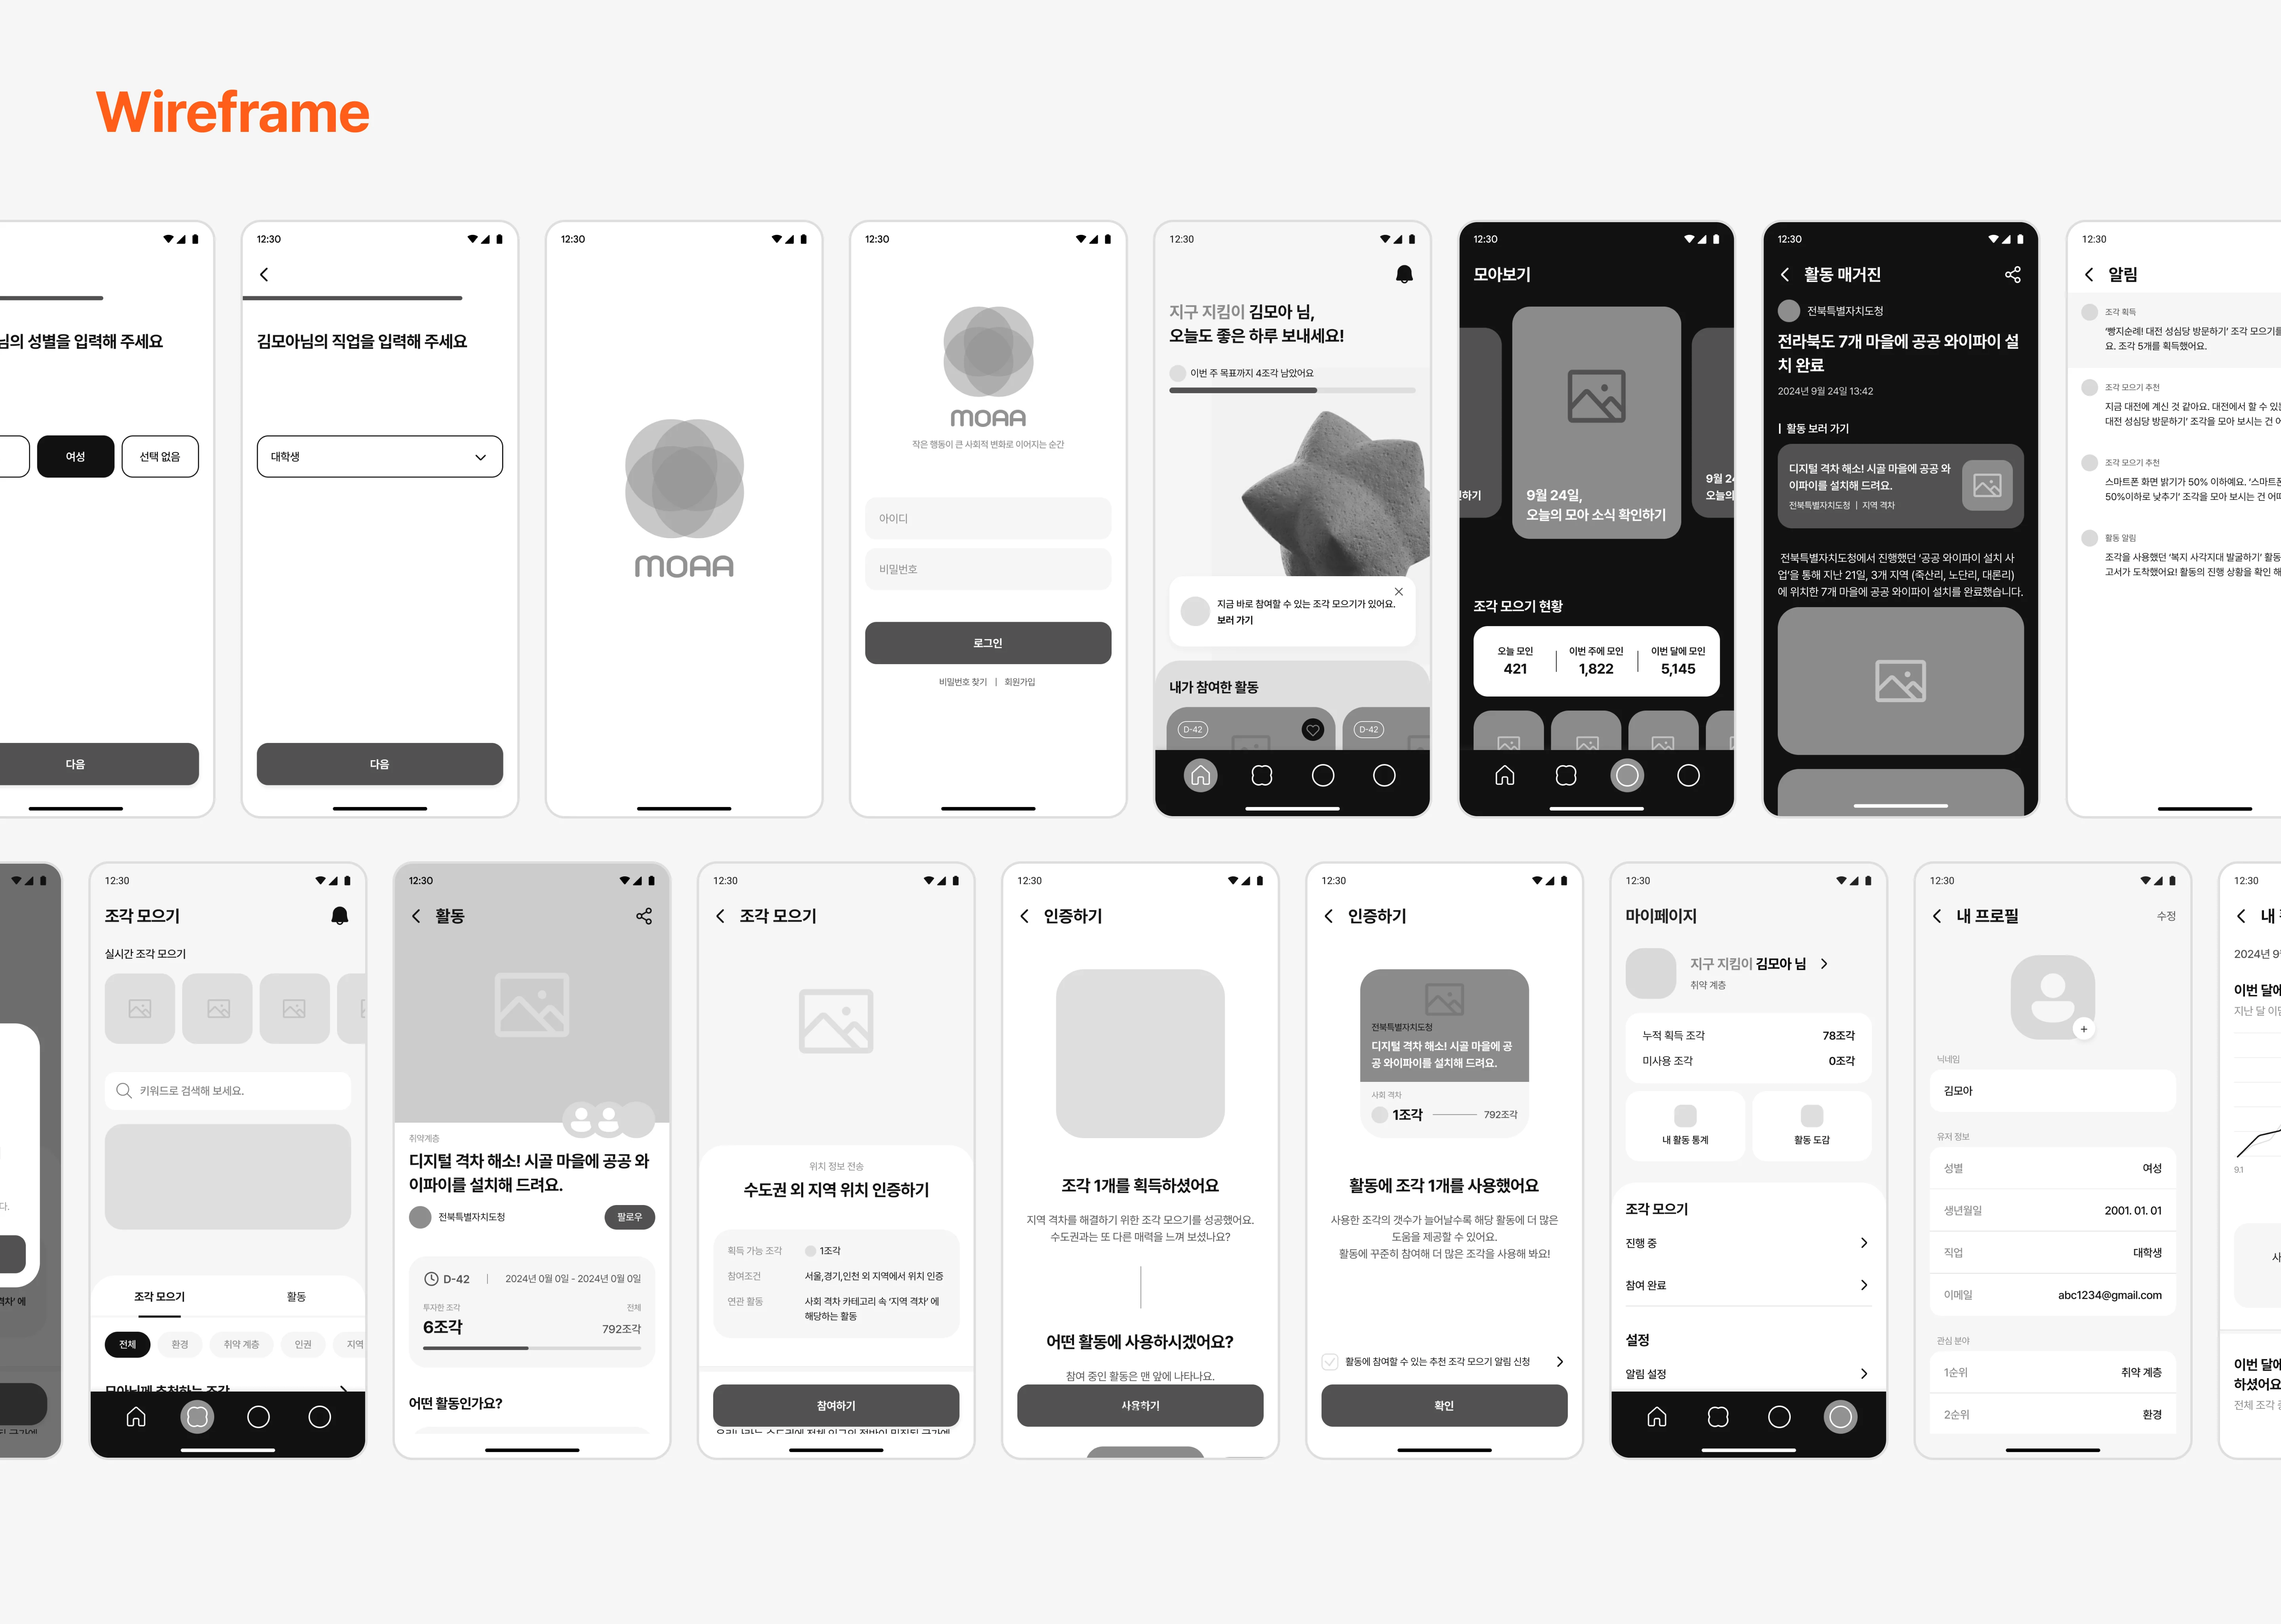 Wireframe
님의 성별을 입력해 주세요
여성
선택 없음
다음
12:30
김모아님의 직업을 입력해 주세요
대학생
다음
12:30
MOAA
12:30
MOAA
작은 행동이 큰 사회적 변화로 이어지는 순간
아이디
비밀번호
로그인
비밀번호 찾기 | 회원가입
12:30
지구 지킴이 김모아 님,
오늘도 좋은 하루 보내세요!
이번 주 목표까지 4조각 남았어요
지금 바로 참여할 수 있는 조각 모으기가 있어요.
보러 가기
내가 참여한 활동
D-42
D-42
12:30
모아보기
하기
9월 24일,
오늘의 모아 소식 확인하기
9월 2
오늘의
조각 모으기 현황
오늘 모인
421
이번 주에 모인
1,822
이번 달에 모인
5,145
12:30
활동 매거진
전북특별자치도청
전라북도 7개 마을에 공공 와이파이 설
치 완료
2024년 9월 24일 13:42
| 활동 보러 가기
디지털 격차 해소! 시골 마을에 공공 와
이파이를 설치해 드려요.
전북특별자치도청 | 지역 격차
전북특별자치도청에서 진행했던 ‘공공 와이파이 설치 사
업’을 통해 지난 21일, 3개 지역 (죽산리, 노단리, 대론리)
에 위치한 7개 마을에 공공 와이파이 설치를 완료했습니다.
12:30
알림
조각 획득
‘빵지순례! 대전 성심당 방문하기’ 조각 모으기를
요. 조각 5개를 획득했어요.
조각 모으기 추천
지금 대전에 계신 것 같아요. 대전에서 할 수 있는
대전 성심당 방문하기’ 조각을 모아 보시는 건
조각 모으기 추천
스마트폰 화면 밝기가 50% 이하예요. ‘스마트폰
50%이하로 낮추기’ 조각을 모아 보시는 건 어떠
활동 알림
조각을 사용했던 ‘복지 사각지대 발굴하기’ 활동
고서가 도착했어요! 활동의 진행 상황을 확인 해
다.
격차’ 에
12:30
조각 모으기
실시간 조각 모으기
키워드로 검색해 보세요.
조각 모으기
활동
전체
환경
취약 계층
인권
지역
모아님께 추천하는 조각
12:30
활동
취약계층
디지털 격차 해소! 시골 마을에 공공 와
이파이를 설치해 드려요.
전북특별자치도청
팔로우
D-42 | 2024년 0월 0일 - 2024년 0월 0일
투자한 조각
전체
6조각
792조각
어떤 활동인가요?
12:30
조각 모으기
위치 정보 전송
수도권 외 지역 위치 인증하기
획득 가능 조각
1조각
참여조건
서울,경기,인천 외 지역에서 위치 인증
연관 활동
사회 격차 카테고리 속 ‘지역 격차’ 에
해당하는 활동
참여하기
12:30
인증하기
조각 1개를 획득하셨어요
지역 격차를 해결하기 위한 조각 모으기를 성공했어요.
수도권과는 또 다른 매력을 느껴 보셨나요?
어떤 활동에 사용하시겠어요?
참여 중인 활동은 맨 앞에 나타나요.
사용하기
12:30
인증하기
전북특별자치도청
디지털 격차 해소! 시골 마을에 공
공 와이파이를 설치해 드려요.
사회 격차
1조각
792조각
활동에 조각 1개를 사용했어요
사용한 조각의 갯수가 늘어날수록 해당 활동에 더 많은
도움을 제공할 수 있어요.
활동에 꾸준히 참여해 더 많은 조각을 사용해 봐요!
활동에 참여할 수 있는 추천 조각 모으기 알림 신청
확인
12:30
마이페이지
지구 지킴이 김모아 님
취약 계층
누적 획득 조각
78조각
미사용 조각
0조각
내 활동 통계
활동 도감
조각 모으기
진행 중
참여 완료
설정
알림 설정
12:30
내 프로필
수정
닉네임
김모아
유저 정보
성별
여성
생년월일
2001. 01. 01
직업
대학생
이메일
abc1234@gmail.com
관심 분야
1순위
취약 계층
2순위
환경
12:30
내
2024년 9
이번 달에
지난 달 이맘
9.1
사
이번 달에
하셨어요
전체 조각 중